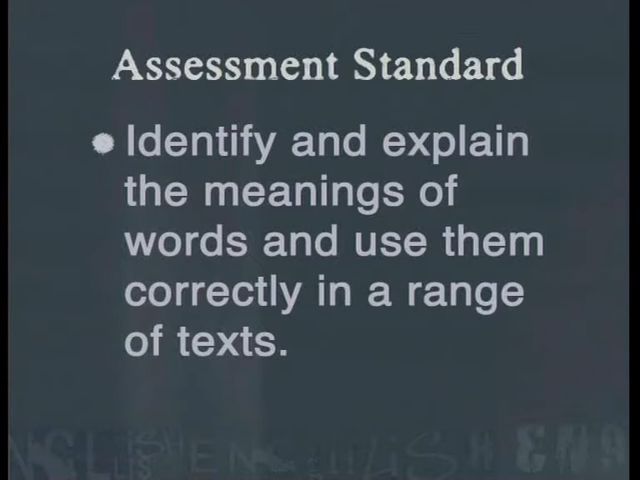 Assessment Standard
Identify and explain
the meanings of
words and use them
correctly in a range
of texts.